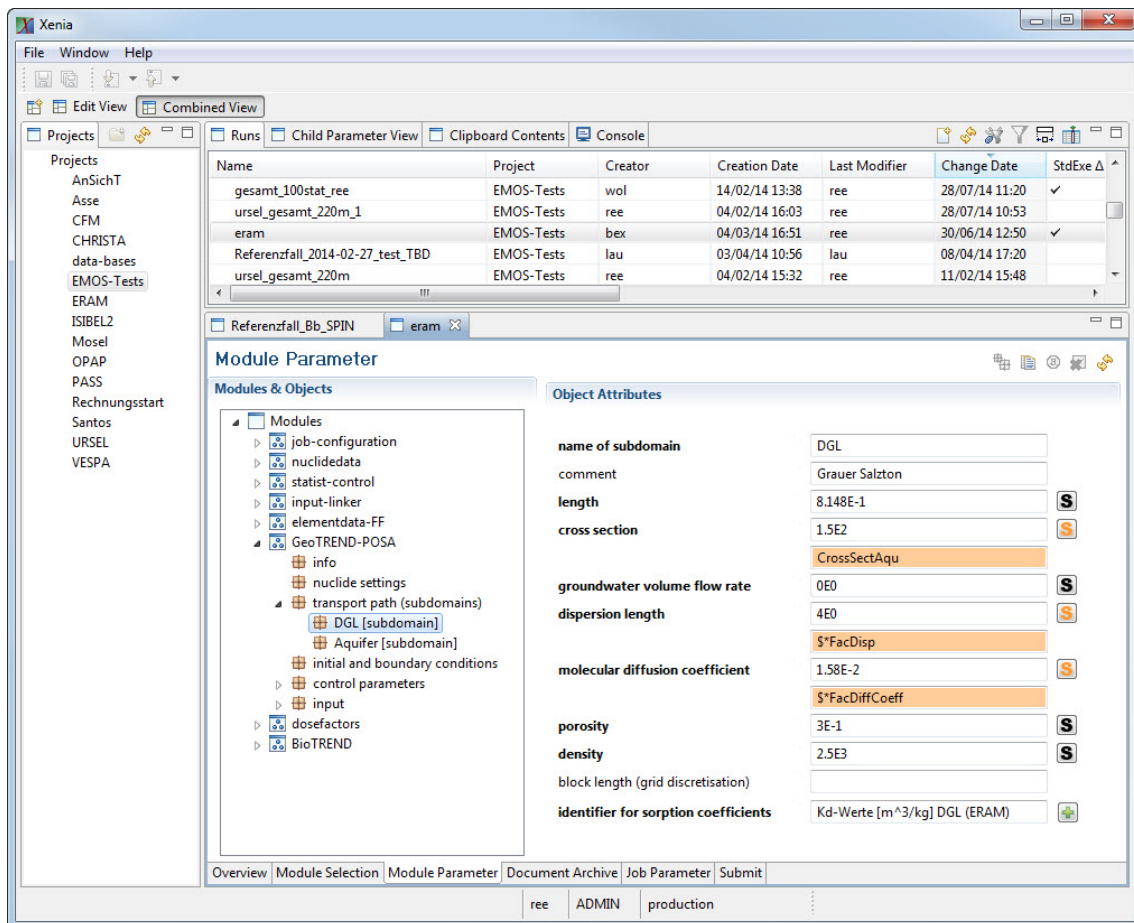 Xenia
File Window Help
Edit View Combined View
Projects
Projects
AnSichT
Asse
CFM
CHRISTA
data-bases
EMOS-Tests
ERAM
ISIBEL2
Mosel
OPAP
PASS
Rechnungsstart
Santos
URSEL
VESPA
Runs Child Parameter View Clipboard Contents Console
Name Project Creator Creation Date Last Modifier Change Date StdExe Δ
gesamt_100stat_ree EMOS-Tests wol 14/02/14 13:38 ree 28/07/14 11:20 ✓
ursel_gesamt_220m_1 EMOS-Tests ree 04/02/14 16:03 ree 28/07/14 10:53
eram EMOS-Tests bex 04/03/14 16:51 ree 30/06/14 12:50 ✓
Referenzfall_2014-02-27_test_TBD EMOS-Tests lau 03/04/14 10:56 lau 08/04/14 17:20
ursel_gesamt_220m EMOS-Tests ree 04/02/14 15:32 ree 11/02/14 15:48
Referenzfall_Bb_SPIN eram
Module Parameter
Modules & Objects
Modules
job-configuration
nuclidedata
statist-control
input-linker
elementdata-FF
GeoTREND-POSA
info
nuclide settings
transport path (subdomains)
DGL [subdomain]
Aquifer [subdomain]
initial and boundary conditions
control parameters
input
dosefactors
BioTREND
Object Attributes
name of subdomain DGL
comment Grauer Salzton
length 8.148E-1 S
cross section 1.5E2 S
CrossSectAqu
groundwater volume flow rate 0E0 S
dispersion length 4E0 S
$*FacDisp
molecular diffusion coefficient 1.58E-2 S
$*FacDiffCoeff
porosity 3E-1 S
density 2.5E3 S
block length (grid discretisation)
identifier for sorption coefficients Kd-Werte [m^3/kg] DGL (ERAM)
Overview Module Selection Module Parameter Document Archive Job Parameter Submit
ree ADMIN production